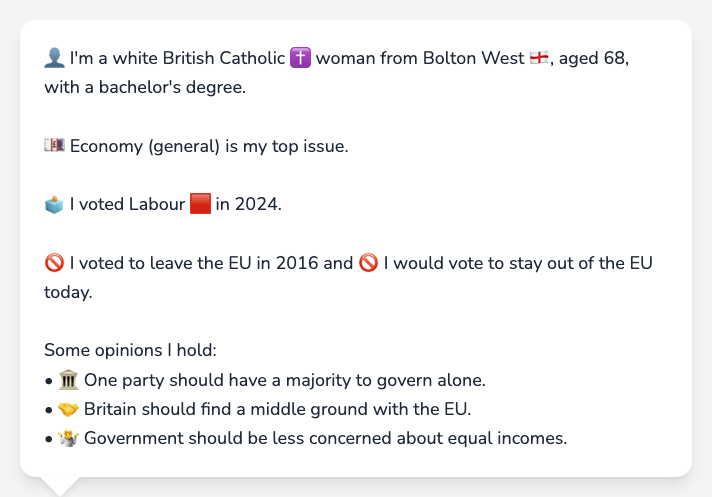 👤 I'm a white British Catholic ✝️ woman from Bolton West 🏴󠁧󠁢󠁥󠁮󠁧󠁿, aged 68,
with a bachelor's degree.
💷 Economy (general) is my top issue.
🗳️ I voted Labour 🟥 in 2024.
🚫 I voted to leave the EU in 2016 and 🚫 I would vote to stay out of the EU
today.
Some opinions I hold:
• 🏛️ One party should have a majority to govern alone.
• 🤝 Britain should find a middle ground with the EU.
• 🤷 Government should be less concerned about equal incomes.